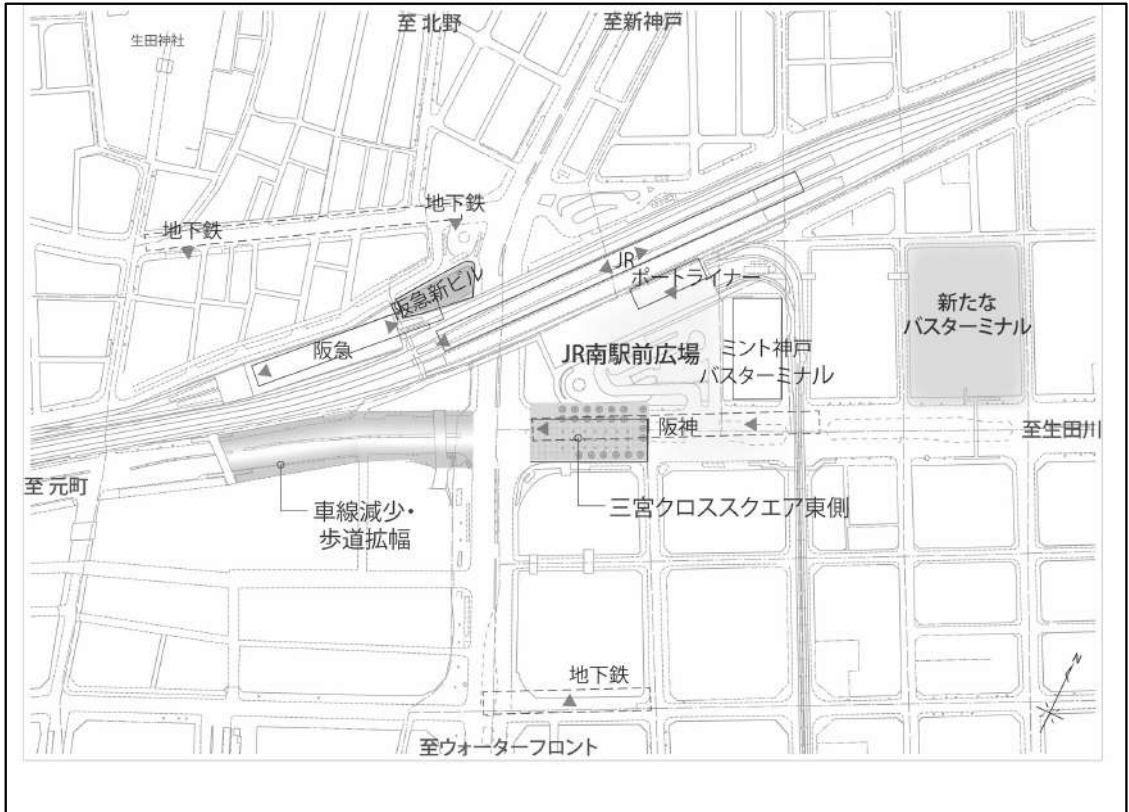 至 北野
至新神戸
生田神社
地下鉄
地下鉄
JR
ポートライナー
阪急新ビル
新たな
バスターミナル
阪急
JR南駅前広場
ミント神戸
バスターミナル
阪神
至生田川
至 元町
車線減少・
歩道拡幅
三宮クロススクエア東側
地下鉄
N
至ウォーターフロント